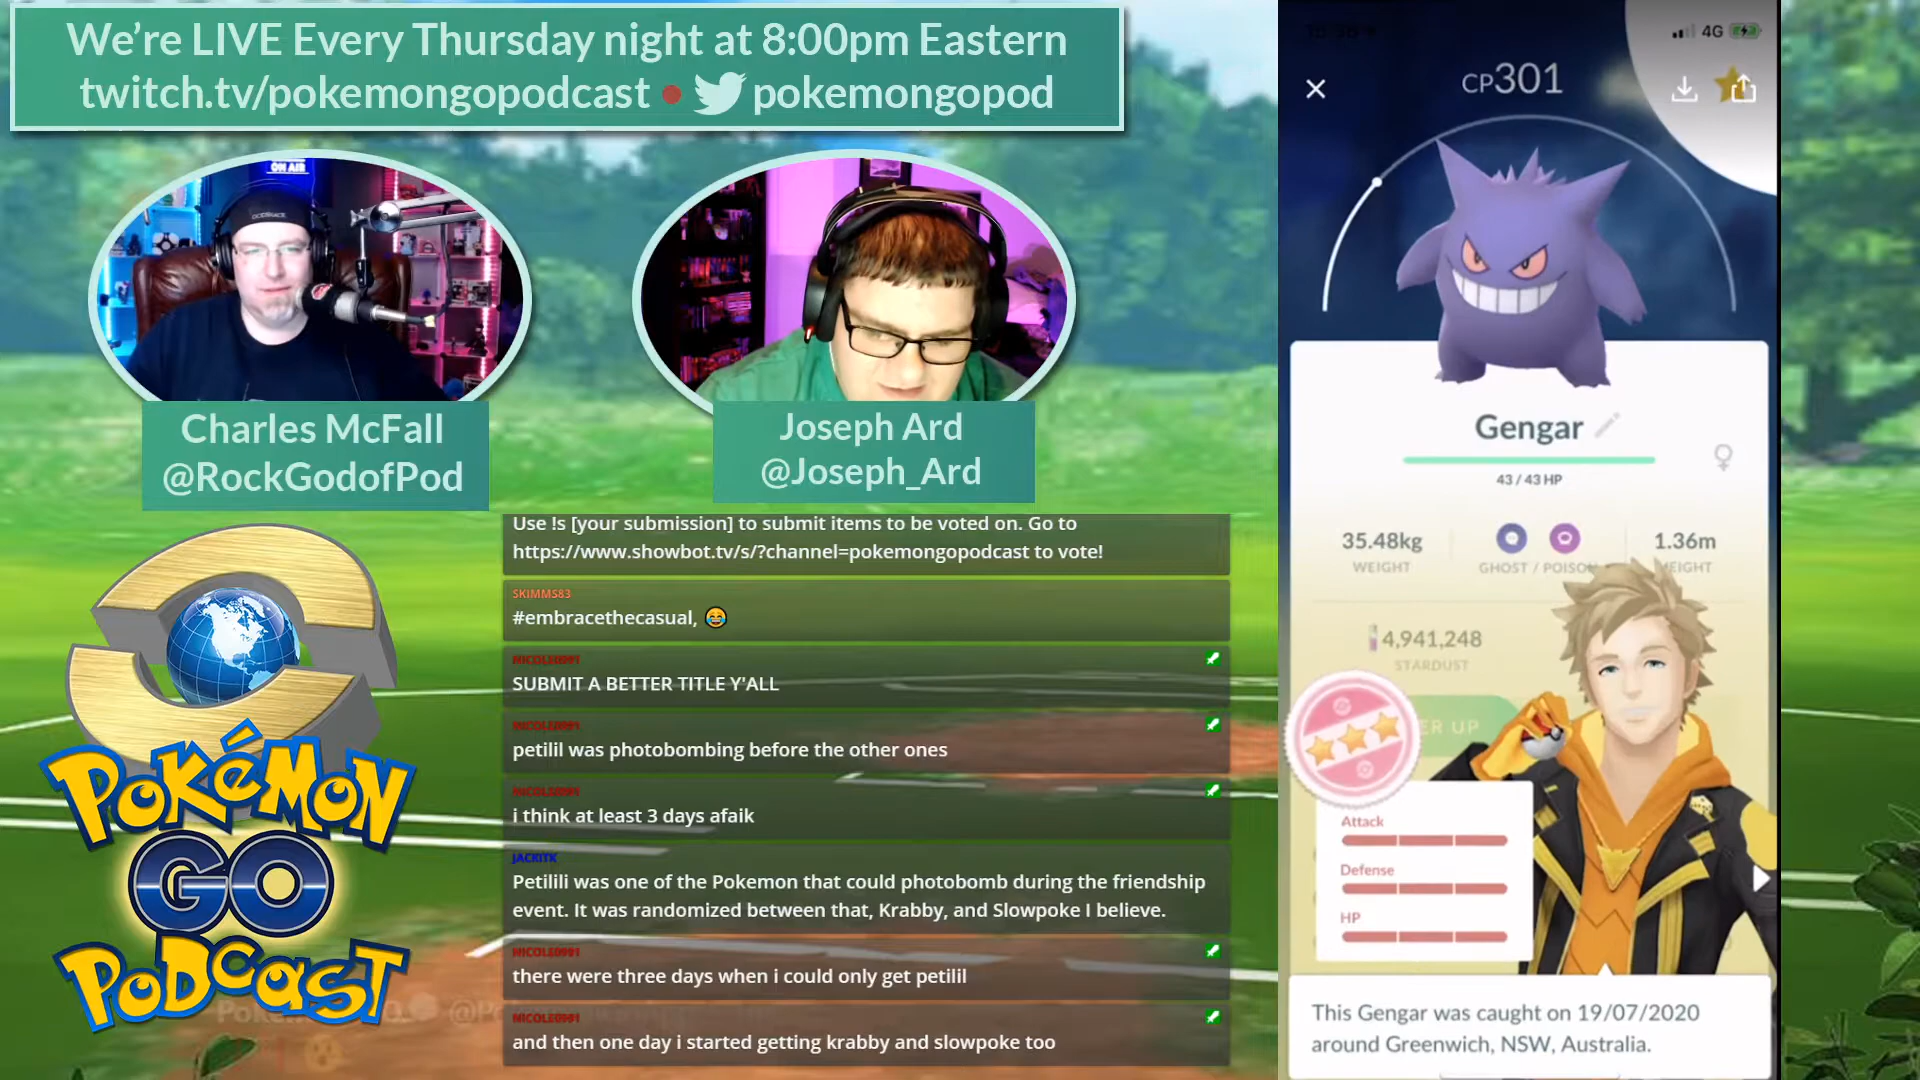 We're LIVE Every Thursday night at 8:00pm Eastern
twitch.tv/pokemongopodcast • pokemongopod
ON AIR
Charles McFall
@RockGodofPod
Joseph Ard
@Joseph_Ard
POKéMON
GO
PODCAST
Use !s [your submission] to submit items to be voted on. Go to
https://www.showbot.tv/s/?channel=pokemongopodcast to vote!
SKIMMS83
#embracethecasual, 😂
SUBMIT A BETTER TITLE Y'ALL
petilil was photobombing before the other ones
i think at least 3 days afaik
JACKITK
Petilili was one of the Pokemon that could photobomb during the friendship
event. It was randomized between that, Krabby, and Slowpoke I believe.
there were three days when i could only get petilil
and then one day i started getting krabby and slowpoke too
4G
CP301
Gengar
43 / 43 HP
35.48kg
WEIGHT
GHOST / POISON
1.36m
4,941,248
STARDUST
ER UP
Attack
Defense
HP
This Gengar was caught on 19/07/2020
around Greenwich, NSW, Australia.